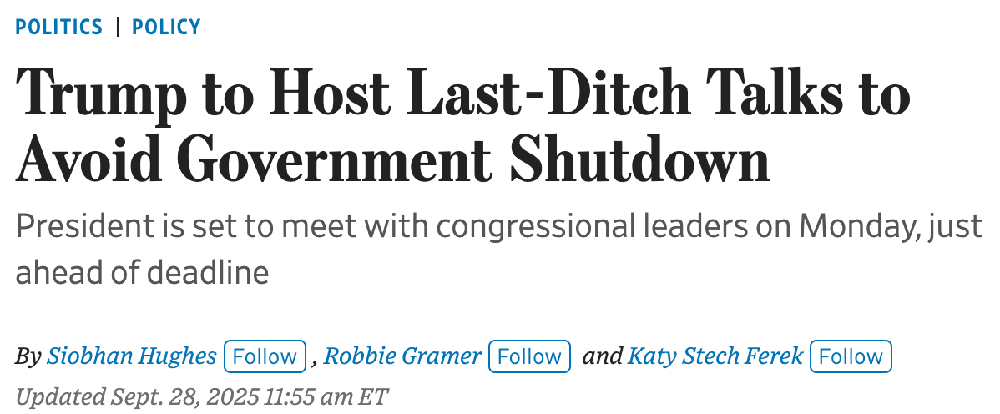 POLITICS | POLICY
Trump to Host Last-Ditch Talks to
Avoid Government Shutdown
President is set to meet with congressional leaders on Monday, just
ahead of deadline
By Siobhan Hughes Follow , Robbie Gramer Follow and Katy Stech Ferek Follow
Updated Sept. 28, 2025 11:55 am ET